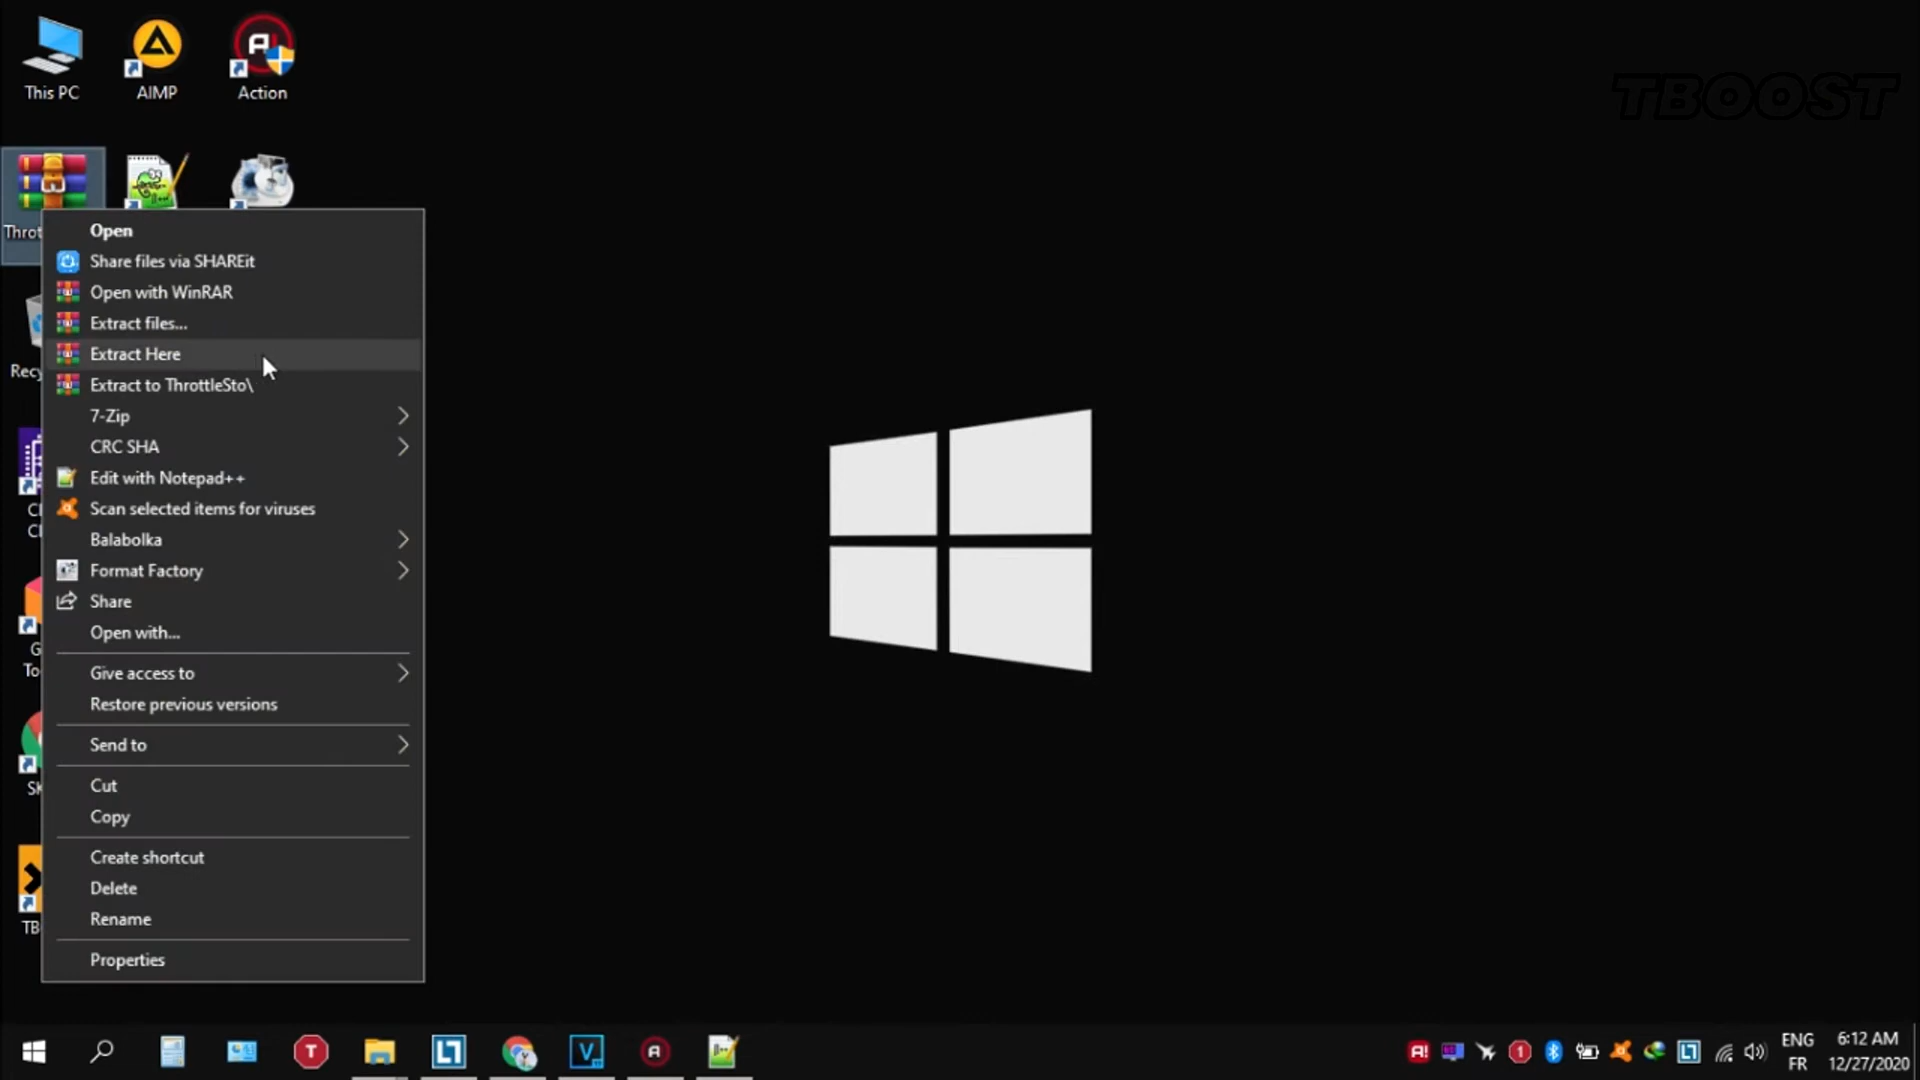 This PC
AIMP
Action
TBOOST
Throt
Open
Share files via SHAREit
Open with WinRAR
Extract files...
Extract Here
Extract to ThrottleSto\
7-Zip
CRC SHA
Edit with Notepad++
Scan selected items for viruses
Balabolka
Format Factory
Share
Open with...
Give access to
Restore previous versions
Send to
Cut
Copy
Create shortcut
Delete
Rename
Properties
Recy
To
SK
TB
ENG
FR
6:12 AM
12/27/2020